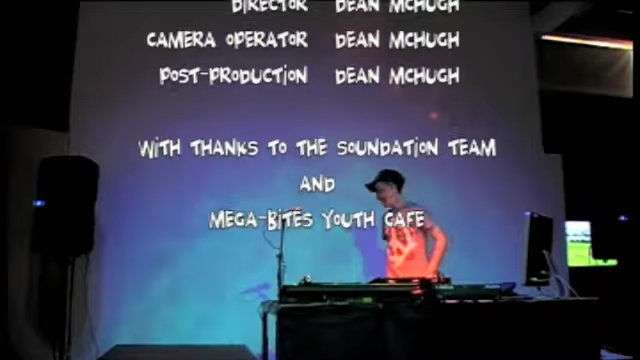 DIRECTOR DEAN MCHUGH
CAMERA OPERATOR DEAN MCHUGH
POST-PRODUCTION DEAN MCHUGH
WITH THANKS TO THE SOUNDATION TEAM
AND
MEGA-BITES YOUTH CAFE